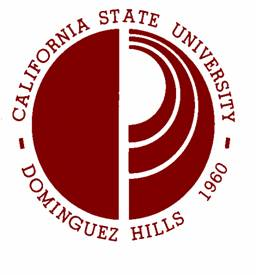 CALIFORNIA STATE UNIVERSITY
- DOMINGUEZ HILLS 1960 -